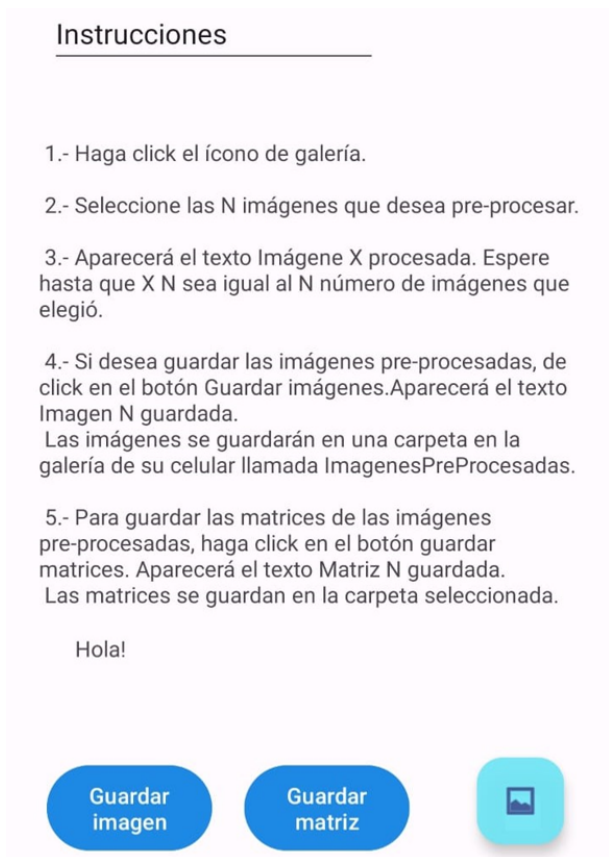 Instrucciones
1.- Haga click el ícono de galería.
2.- Seleccione las N imágenes que desea pre-procesar.
3.- Aparecerá el texto Imágene X procesada. Espere
hasta que X N sea igual al N número de imágenes que
elegió.
4.- Si desea guardar las imágenes pre-procesadas, de
click en el botón Guardar imágenes.Aparecerá el texto
Imagen N guardada.
Las imágenes se guardarán en una carpeta en la
galería de su celular llamada ImagenesPreProcesadas.
5.- Para guardar las matrices de las imágenes
pre-procesadas, haga click en el botón guardar
matrices. Aparecerá el texto Matriz N guardada.
Las matrices se guardan en la carpeta seleccionada.
Hola!
Guardar
imagen
Guardar
matriz